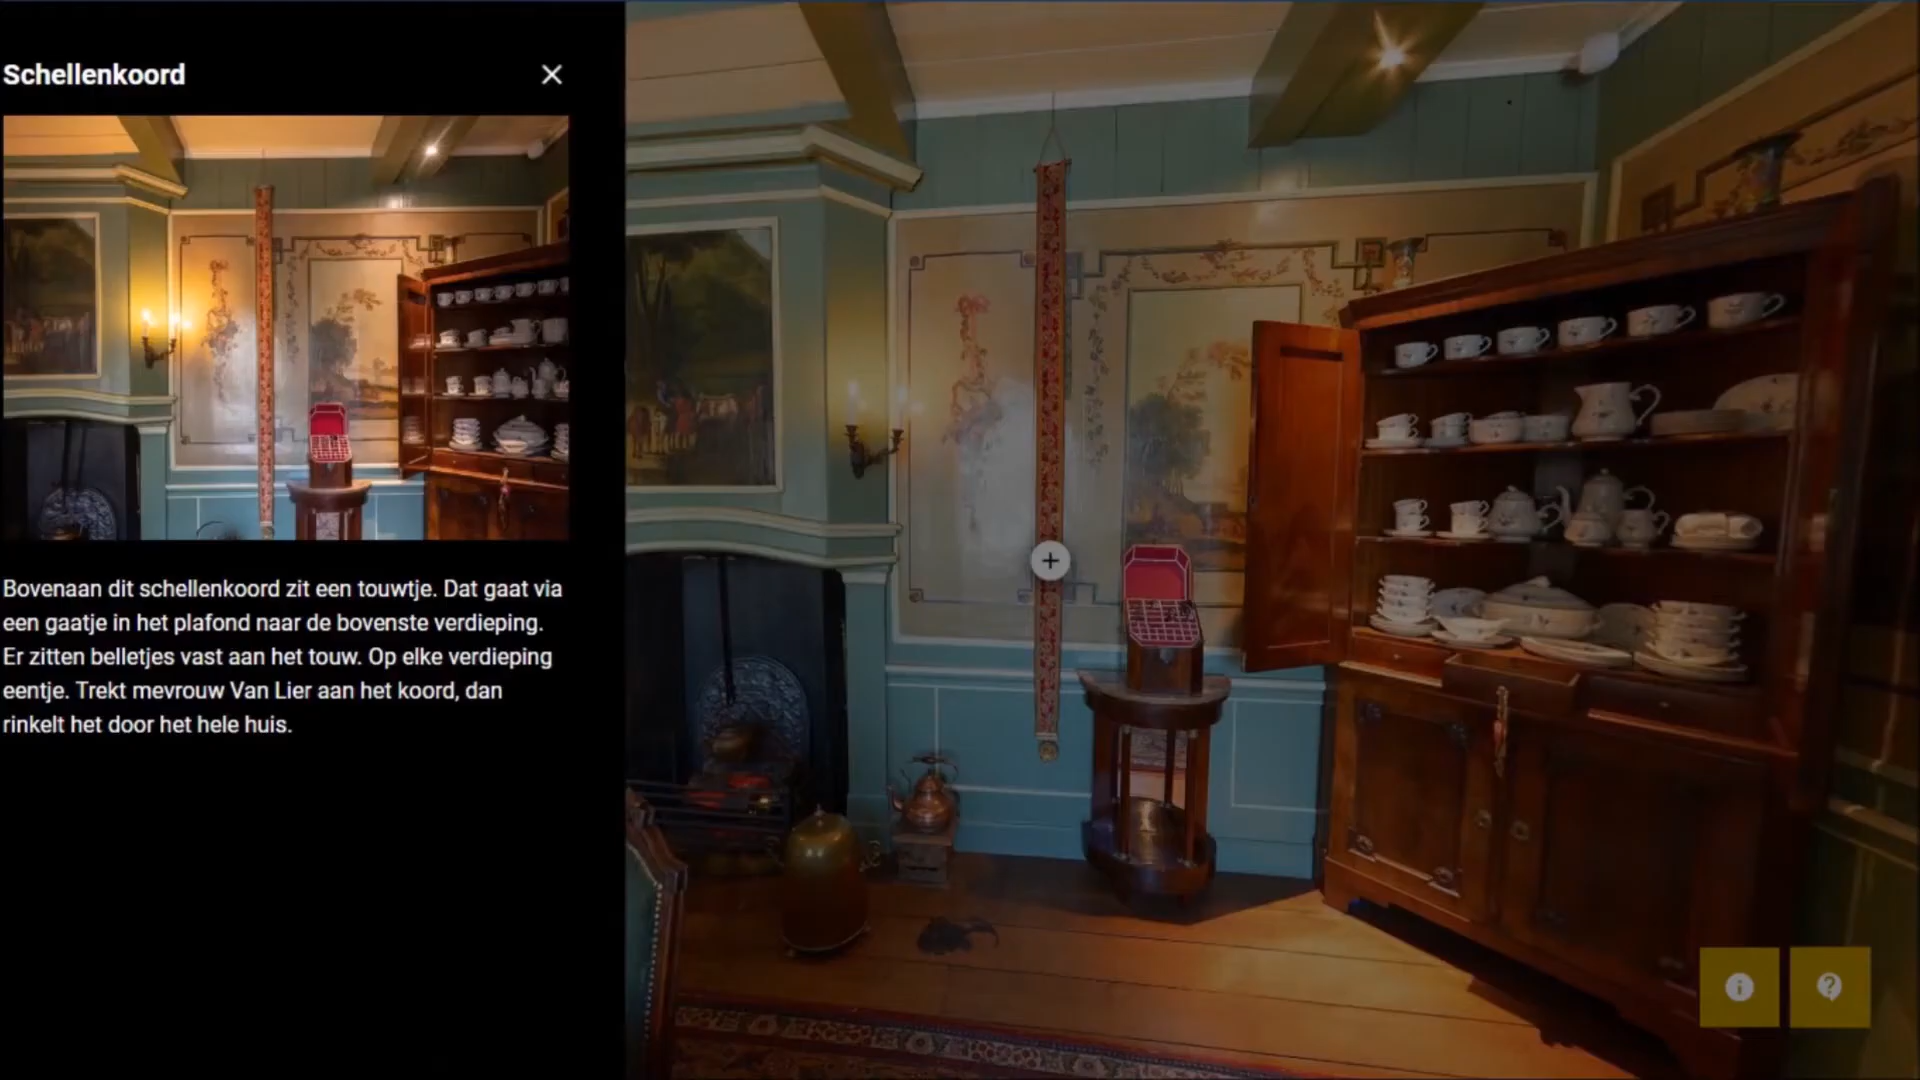 Schellenkoord
Bovenaan dit schellenkoord zit een touwtje. Dat gaat via
een gaatje in het plafond naar de bovenste verdieping.
Er zitten belletjes vast aan het touw. Op elke verdieping
eentje. Trekt mevrouw Van Lier aan het koord, dan
rinkelt het door het hele huis.